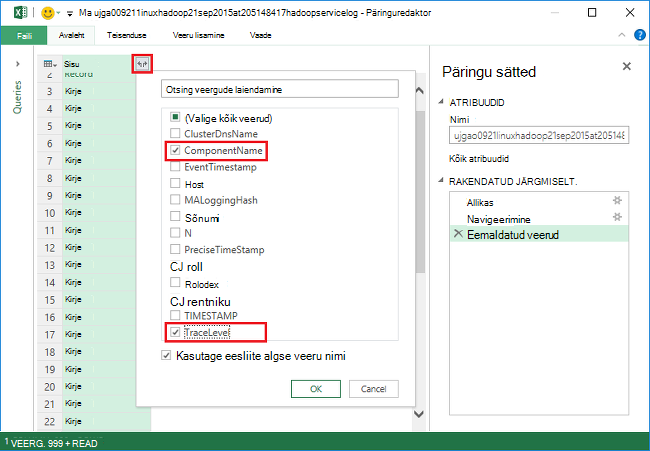 Ma ujga009211inuxhadoop21sep2015at205148417hadoopservicelog - Päringuredaktor
Faili Avaleht Teisenduse Veeru lisamine Vaade
Queries
Sisu
2 Record
3 Kirje
4 Kirje
5 Kirje
6 Kirje
7 Kirje
8 Kirje
9 Kirje
10 Kirje
11 Kirje
12 Kirje
13 Kirje
14 Kirje
15 Kirje
16 Kirje
17 Kirje
18 Kirje
19 Kirje
20 Kirje
21 Kirje
22 Kirje
Otsing veergude laiendamine
(Valige kõik veerud)
ClusterDnsName
ComponentName
EventTimestamp
Host
MALoggingHash
Sõnumi
N
PreciseTimeStamp
CJ roll
Rolodex
CJ rentniku
TIMESTAMP
TraceLevel
Kasutage eesliite algse veeru nimi
OK Cancel
Päringu sätted
ATRIBUUDID
Nimi
ujgao0921linuxhadoop21sep2015at205148
Kõik atribuudid
RAKENDATUD JÄRGMISELT.
Allikas
Navigeerimine
Eemaldatud veerud
1 VEERG. 999 + READ